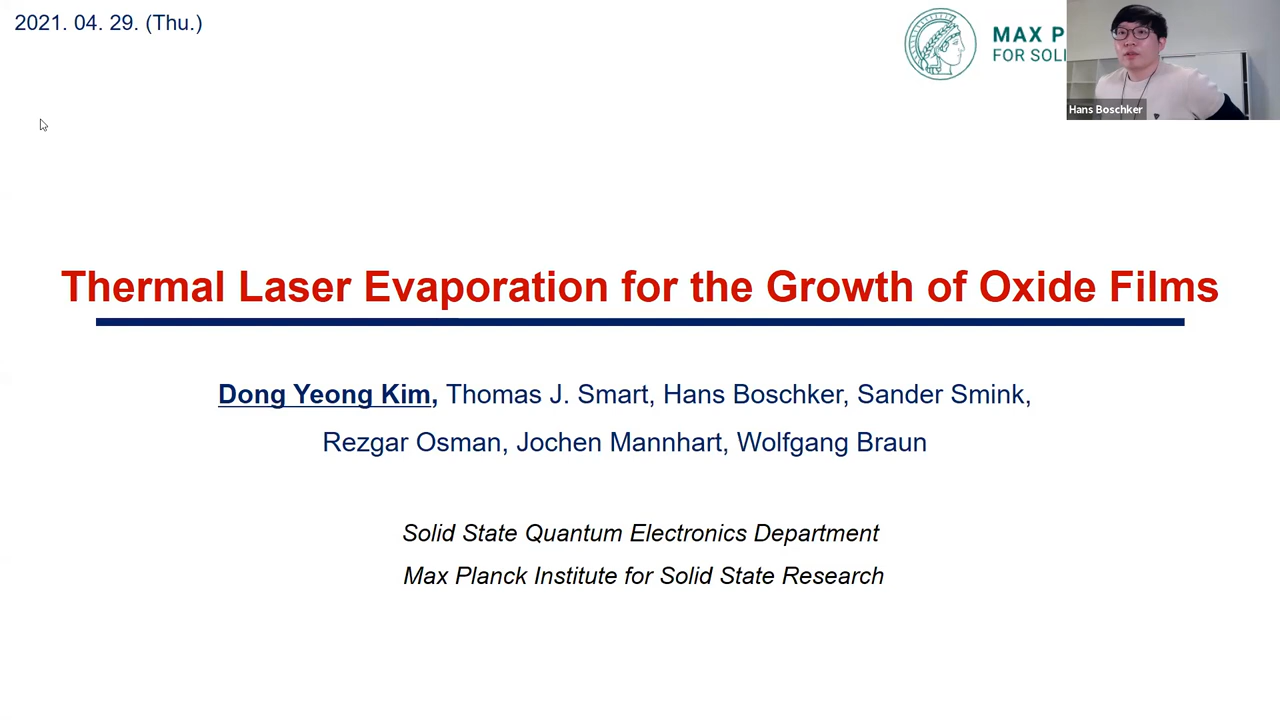 2021. 04. 29. (Thu.)
MAX P
FOR SOLI
Hans Boschker
Thermal Laser Evaporation for the Growth of Oxide Films
Dong Yeong Kim, Thomas J. Smart, Hans Boschker, Sander Smink,
Rezgar Osman, Jochen Mannhart, Wolfgang Braun
Solid State Quantum Electronics Department
Max Planck Institute for Solid State Research